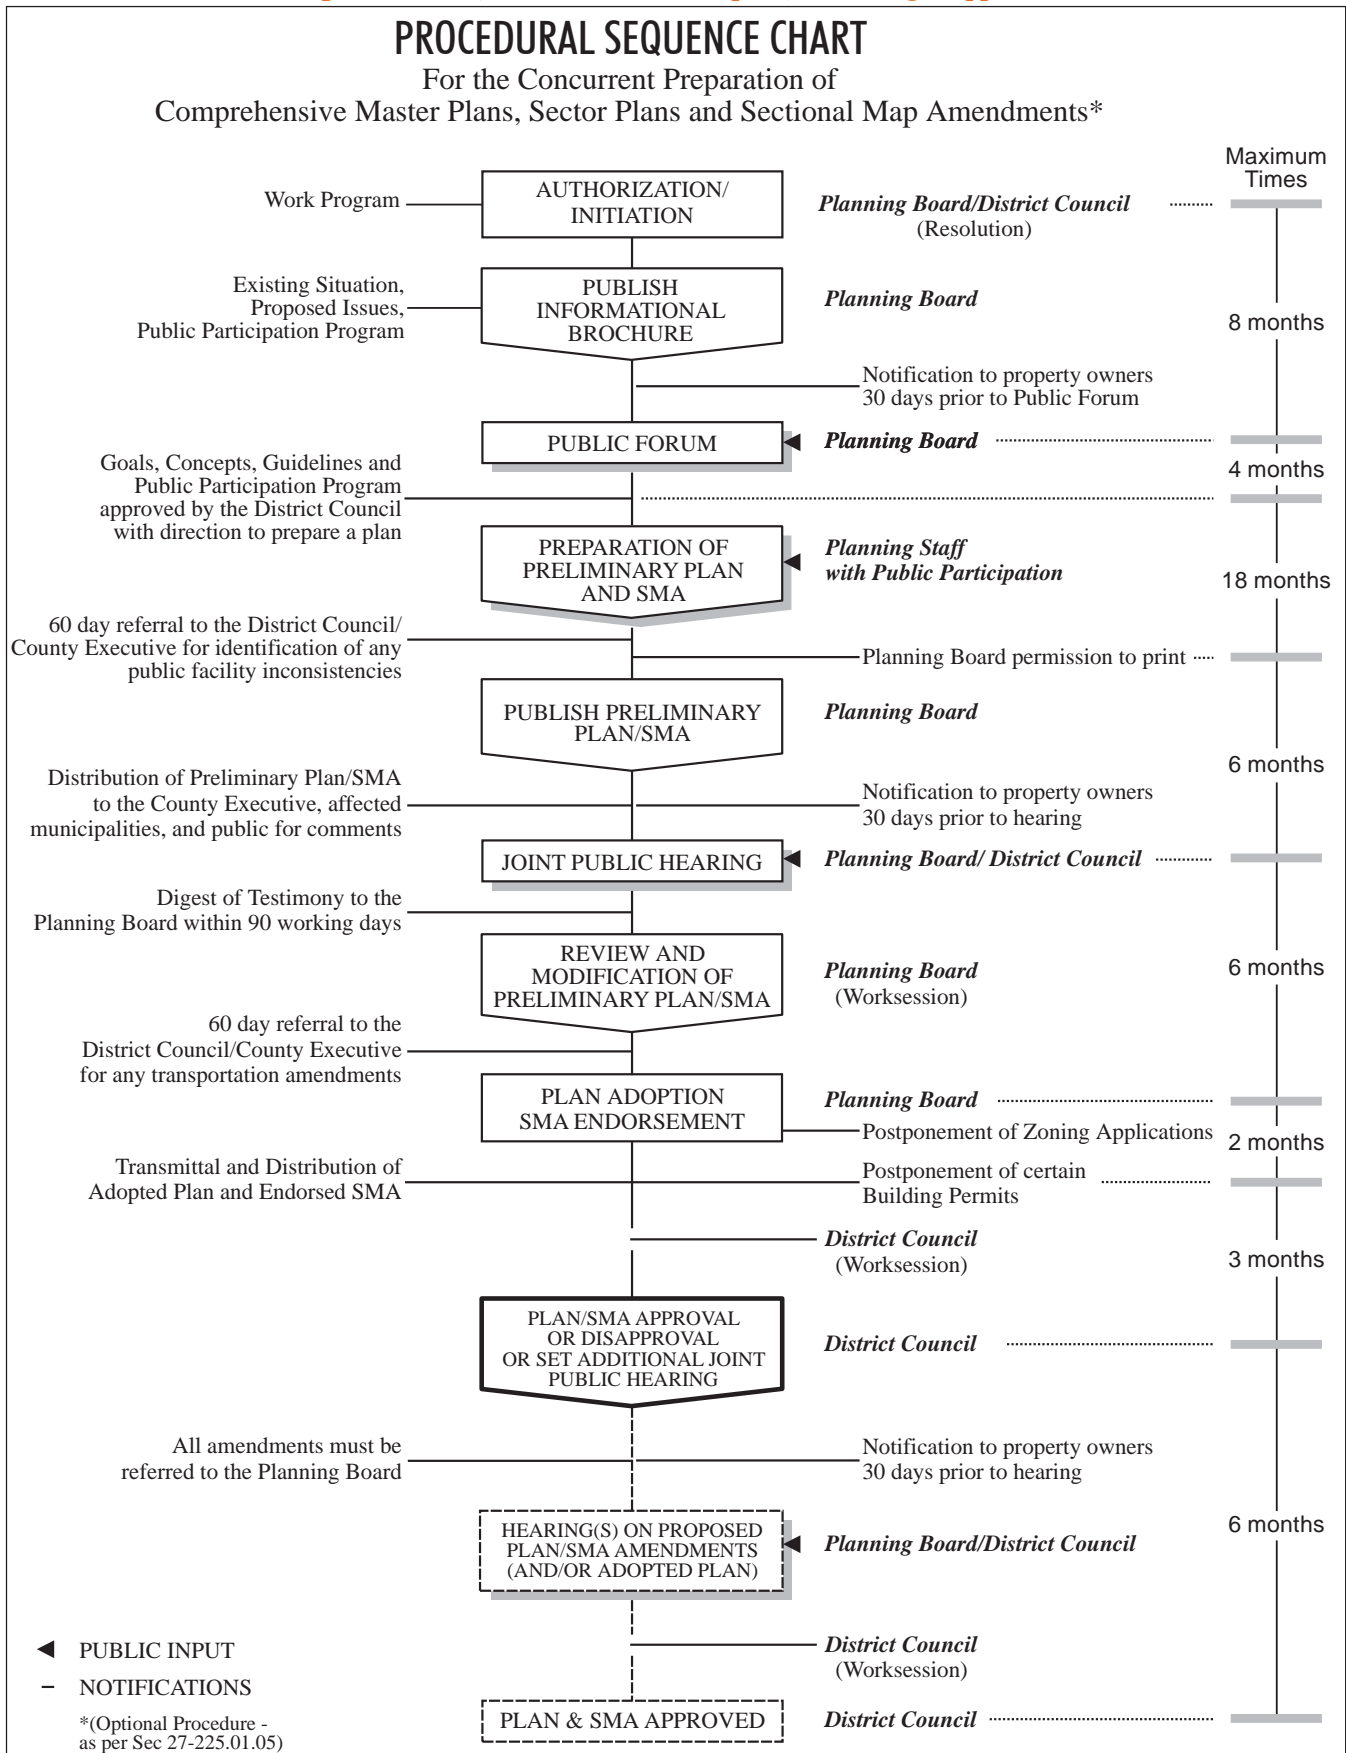 PROCEDURAL SEQUENCE CHART
For the Concurrent Preparation of
Comprehensive Master Plans, Sector Plans and Sectional Map Amendments*
Maximum
Times
Work Program
AUTHORIZATION/
INITIATION
Planning Board/District Council
(Resolution)
Existing Situation,
Proposed Issues,
Public Participation Program
PUBLISH
INFORMATIONAL
BROCHURE
Planning Board
8 months
Notification to property owners
30 days prior to Public Forum
PUBLIC FORUM
Planning Board
4 months
Goals, Concepts, Guidelines and
Public Participation Program
approved by the District Council
with direction to prepare a plan
PREPARATION OF
PRELIMINARY PLAN
AND SMA
Planning Staff
with Public Participation
18 months
60 day referral to the District Council/
County Executive for identification of any
public facility inconsistencies
Planning Board permission to print
PUBLISH PRELIMINARY
PLAN/SMA
Planning Board
6 months
Distribution of Preliminary Plan/SMA
to the County Executive, affected
municipalities, and public for comments
Notification to property owners
30 days prior to hearing
JOINT PUBLIC HEARING
Planning Board/ District Council
Digest of Testimony to the
Planning Board within 90 working days
REVIEW AND
MODIFICATION OF
PRELIMINARY PLAN/SMA
Planning Board
(Worksession)
6 months
60 day referral to the
District Council/County Executive
for any transportation amendments
PLAN ADOPTION
SMA ENDORSEMENT
Planning Board
Postponement of Zoning Applications
2 months
Transmittal and Distribution of
Adopted Plan and Endorsed SMA
Postponement of certain
Building Permits
District Council
(Worksession)
3 months
PLAN/SMA APPROVAL
OR DISAPPROVAL
OR SET ADDITIONAL JOINT
PUBLIC HEARING
District Council
All amendments must be
referred to the Planning Board
Notification to property owners
30 days prior to hearing
HEARING(S) ON PROPOSED
PLAN/SMA AMENDMENTS
(AND/OR ADOPTED PLAN)
Planning Board/District Council
6 months
District Council
(Worksession)
PLAN & SMA APPROVED
District Council
PUBLIC INPUT
– NOTIFICATIONS
*(Optional Procedure -
as per Sec 27-225.01.05)